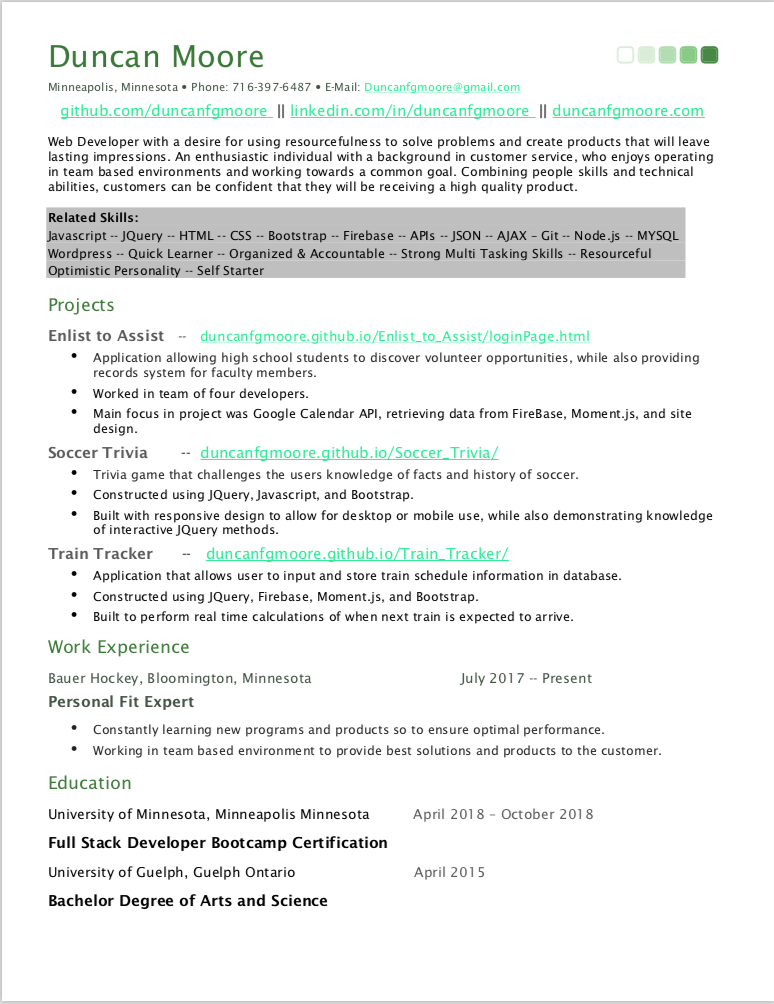 Duncan Moore
Minneapolis, Minnesota • Phone: 716-397-6487 • E-Mail: Duncanfgmoore@gmail.com
github.com/duncanfgmoore || linkedin.com/in/duncanfgmoore || duncanfgmoore.com
Web Developer with a desire for using resourcefulness to solve problems and create products that will leave
lasting impressions. An enthusiastic individual with a background in customer service, who enjoys operating
in team based environments and working towards a common goal. Combining people skills and technical
abilities, customers can be confident that they will be receiving a high quality product.
Related Skills:
Javascript -- JQuery -- HTML -- CSS -- Bootstrap -- Firebase -- APIs -- JSON -- AJAX – Git -- Node.js -- MYSQL
Wordpress -- Quick Learner -- Organized & Accountable -- Strong Multi Tasking Skills -- Resourceful
Optimistic Personality -- Self Starter
Projects
Enlist to Assist -- duncanfgmoore.github.io/Enlist_to_Assist/loginPage.html
• Application allowing high school students to discover volunteer opportunities, while also providing
records system for faculty members.
• Worked in team of four developers.
• Main focus in project was Google Calendar API, retrieving data from FireBase, Moment.js, and site
design.
Soccer Trivia -- duncanfgmoore.github.io/Soccer_Trivia/
• Trivia game that challenges the users knowledge of facts and history of soccer.
• Constructed using JQuery, Javascript, and Bootstrap.
• Built with responsive design to allow for desktop or mobile use, while also demonstrating knowledge
of interactive JQuery methods.
Train Tracker -- duncanfgmoore.github.io/Train_Tracker/
• Application that allows user to input and store train schedule information in database.
• Constructed using JQuery, Firebase, Moment.js, and Bootstrap.
• Built to perform real time calculations of when next train is expected to arrive.
Work Experience
Bauer Hockey, Bloomington, Minnesota July 2017 -- Present
Personal Fit Expert
• Constantly learning new programs and products so to ensure optimal performance.
• Working in team based environment to provide best solutions and products to the customer.
Education
University of Minnesota, Minneapolis Minnesota April 2018 – October 2018
Full Stack Developer Bootcamp Certification
University of Guelph, Guelph Ontario April 2015
Bachelor Degree of Arts and Science